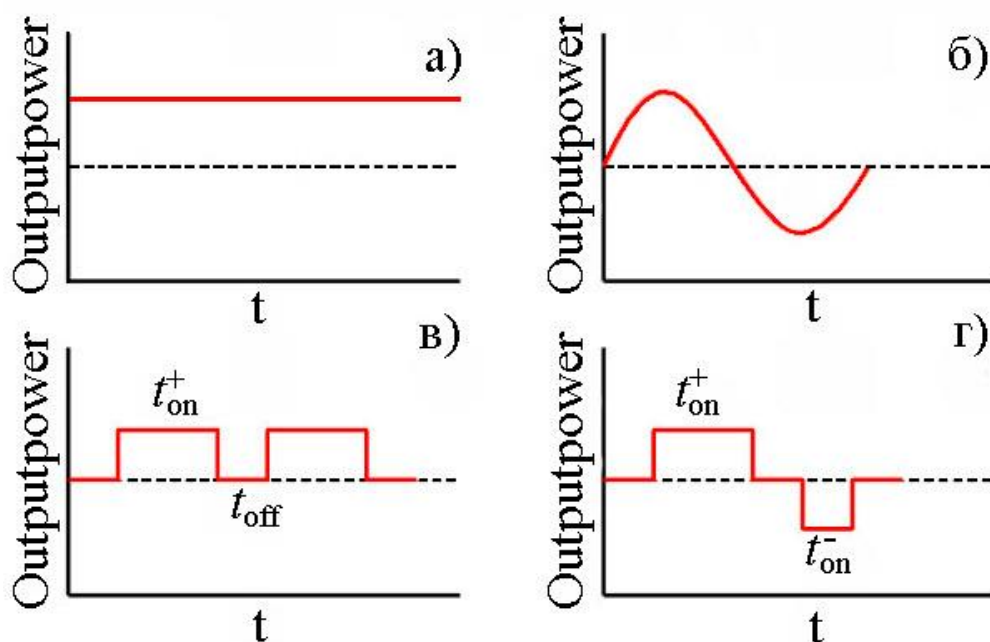 Outputpower
а)
t
Outputpower
б)
t
Outputpower
в)
t⁺on
toff
t
Outputpower
г)
t⁺on
t⁻on
t